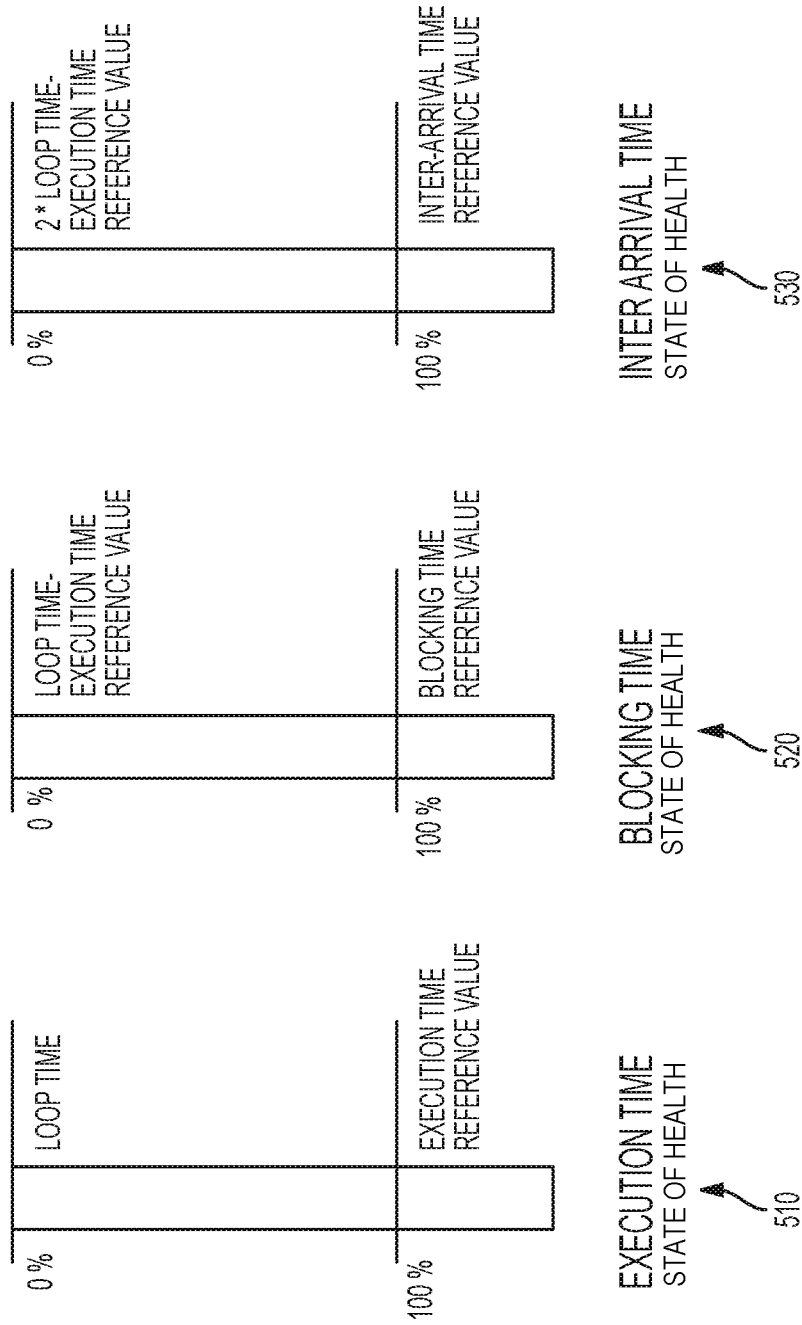 0 %
LOOP TIME
100 %
EXECUTION TIME
REFERENCE VALUE
EXECUTION TIME
STATE OF HEALTH
510
0 %
LOOP TIME-
EXECUTION TIME
REFERENCE VALUE
100 %
BLOCKING TIME
REFERENCE VALUE
BLOCKING TIME
STATE OF HEALTH
520
0 %
2 * LOOP TIME-
EXECUTION TIME
REFERENCE VALUE
100 %
INTER-ARRIVAL TIME
REFERENCE VALUE
INTER ARRIVAL TIME
STATE OF HEALTH
530